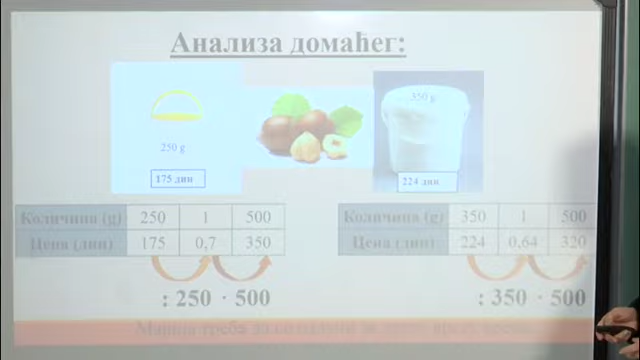 Анализа домаћег:
350 g
250 g
175 дин
224 дин
Количина (g) 250 1 500
Цена (дин) 175 0,7 350
Количина (g) 350 1 500
Цена (дин) 224 0,64 320
: 250 · 500
: 350 · 500